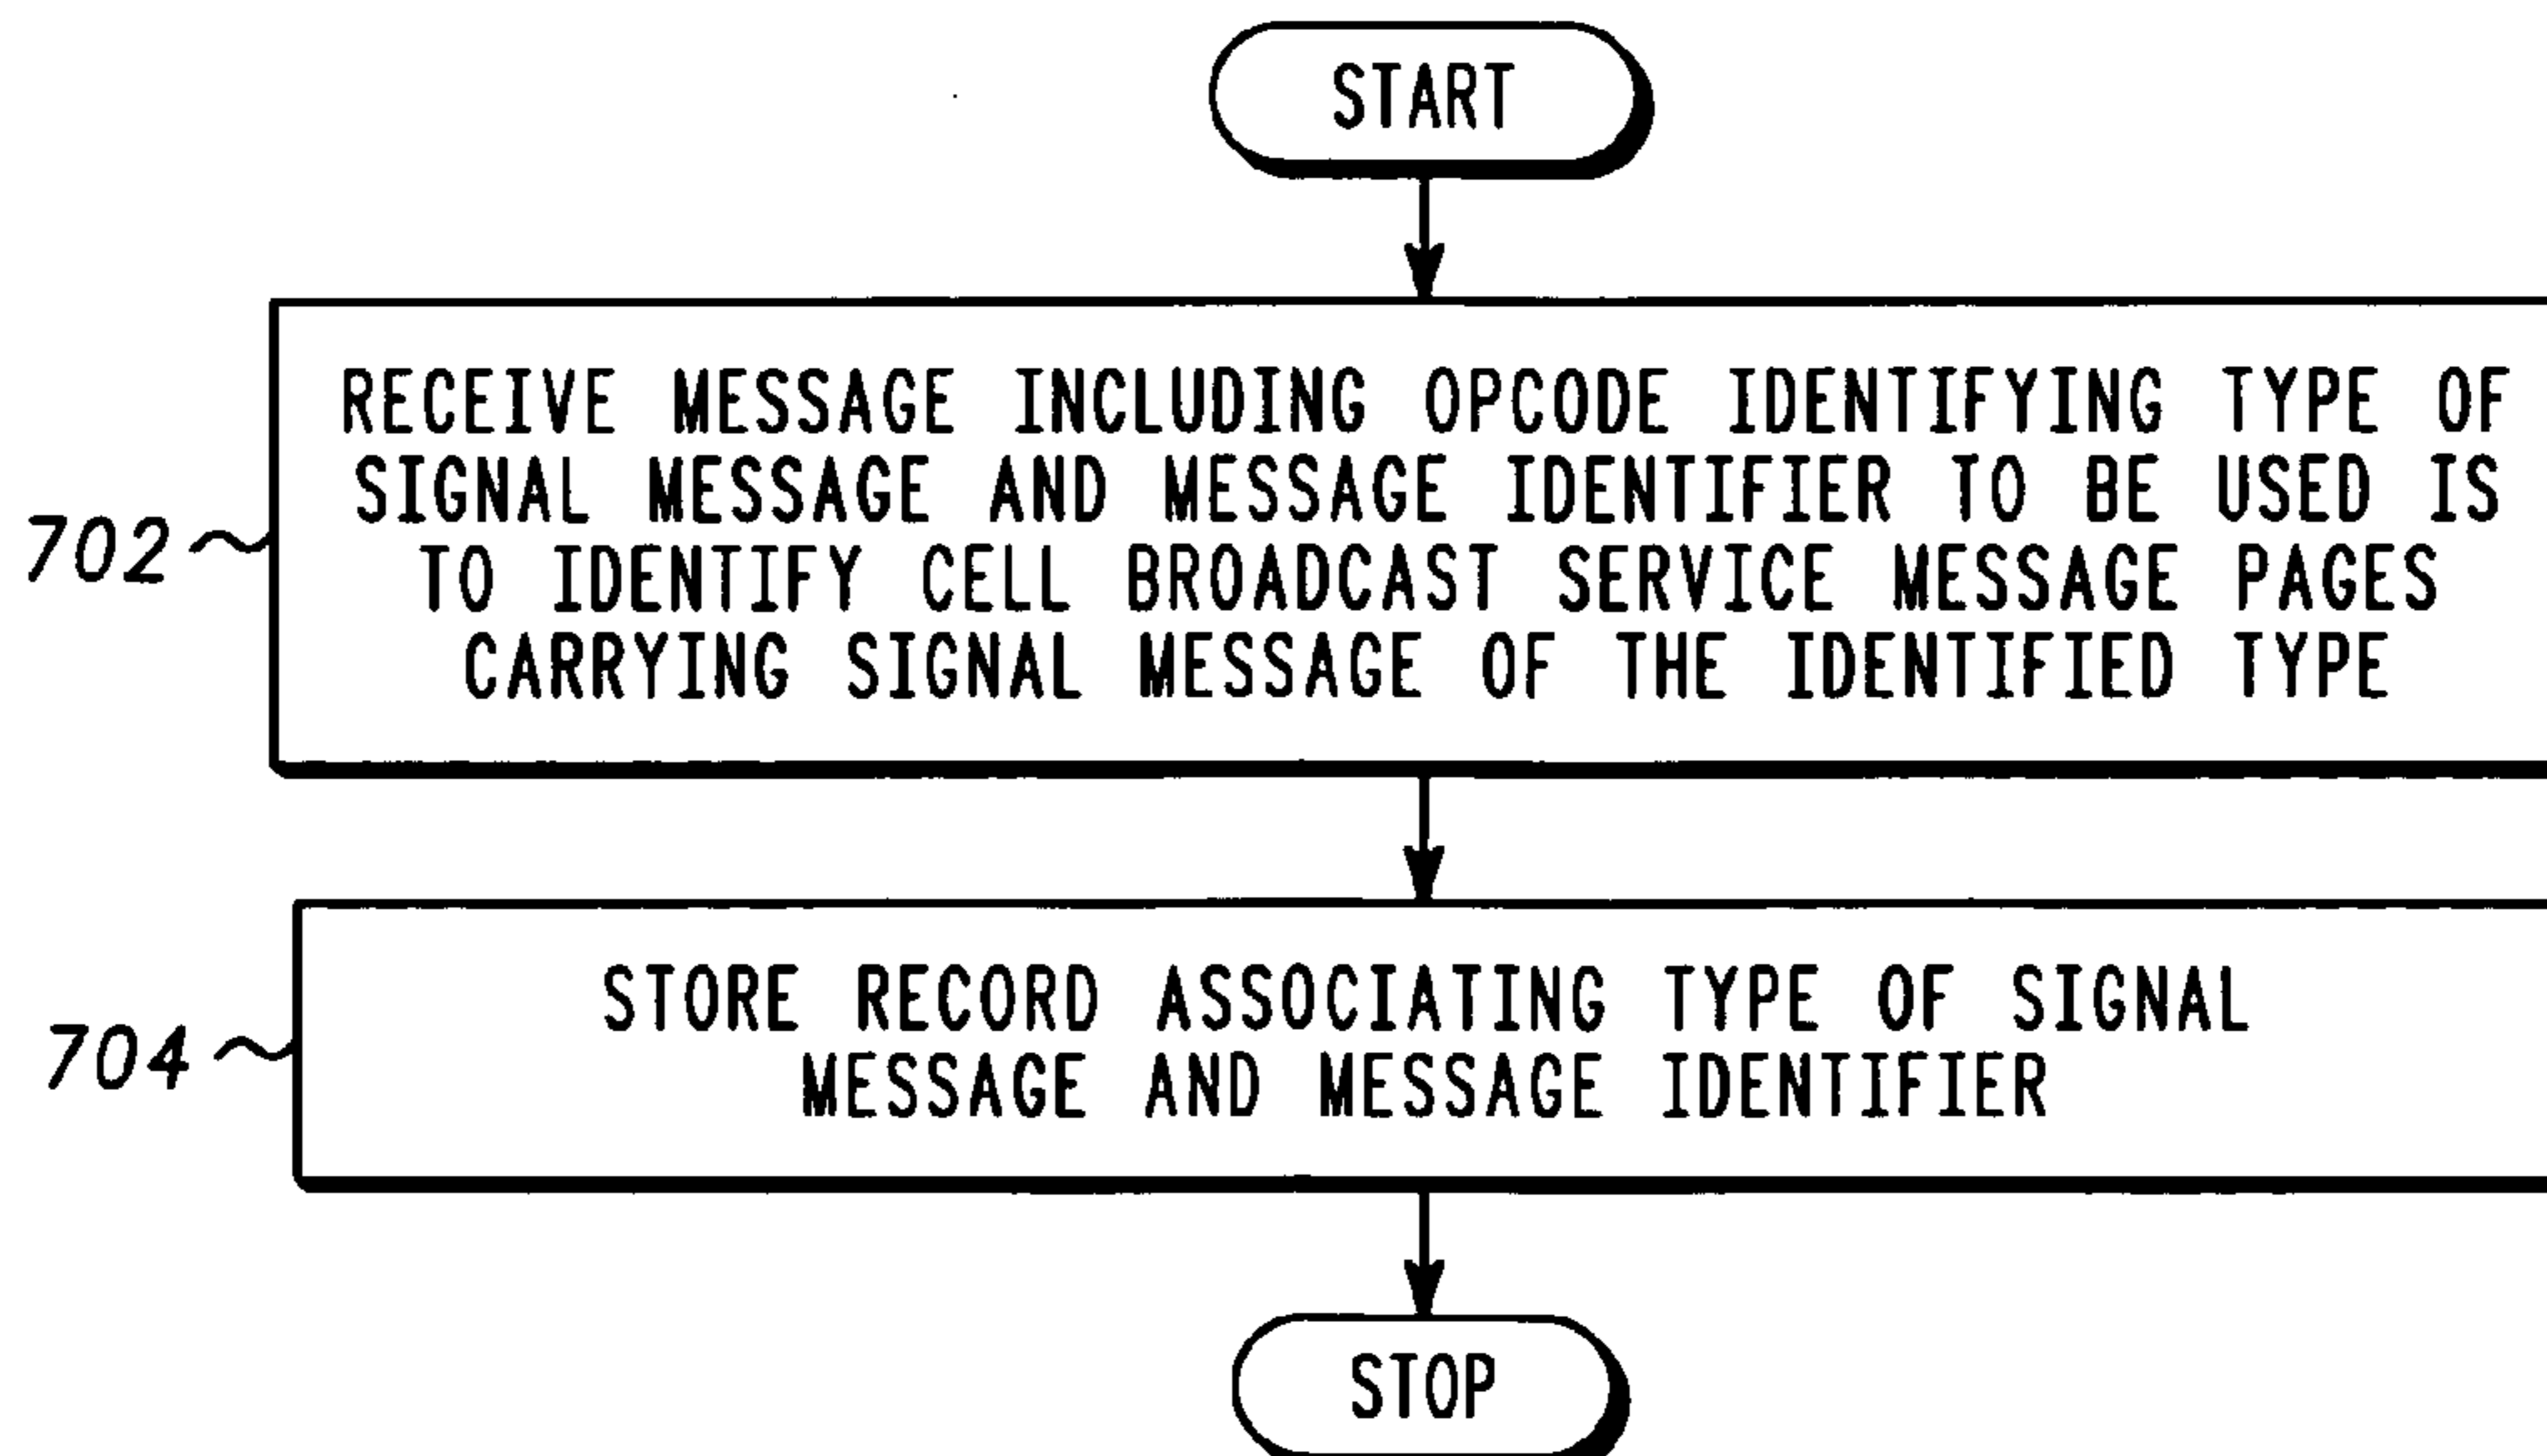 START
RECEIVE MESSAGE INCLUDING OPCODE IDENTIFYING TYPE OF
SIGNAL MESSAGE AND MESSAGE IDENTIFIER TO BE USED IS
702
TO IDENTIFY CELL BROADCAST SERVICE MESSAGE PAGES
CARRYING SIGNAL MESSAGE OF THE IDENTIFIED TYPE
STORE RECORD ASSOCIATING TYPE OF SIGNAL
704
MESSAGE AND MESSAGE IDENTIFIER
STOP